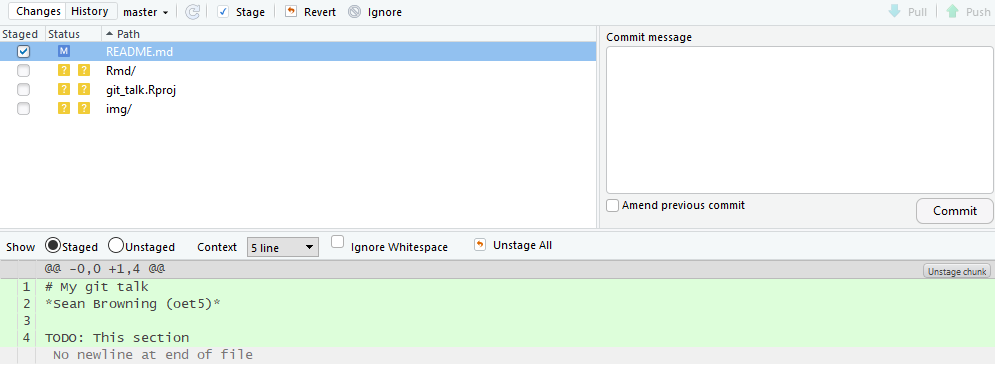 Changes History master Stage Revert Ignore Pull Push
Staged Status Path
M README.md
? ? Rmd/
? ? git_talk.Rproj
? ? img/
Commit message
Amend previous commit
Commit
Show Staged Unstaged Context 5 line Ignore Whitespace Unstage All
@@ -0,0 +1,4 @@ Unstage chunk
1 # My git talk
2 *Sean Browning (oet5)*
3
4 TODO: This section
No newline at end of file